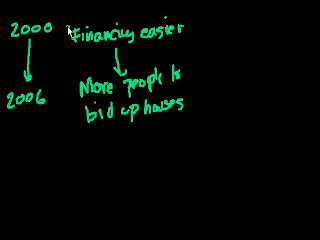 2000 Financing easier
2006 More people to
bid up houses